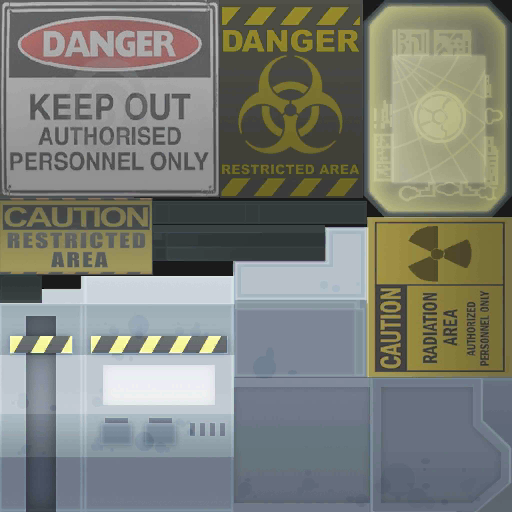 DANGER
KEEP OUT
AUTHORISED
PERSONNEL ONLY
DANGER
RESTRICTED AREA
CAUTION
RESTRICTED
AREA
CAUTION
RADIATION
AREA
AUTHORIZED
PERSONNEL ONLY